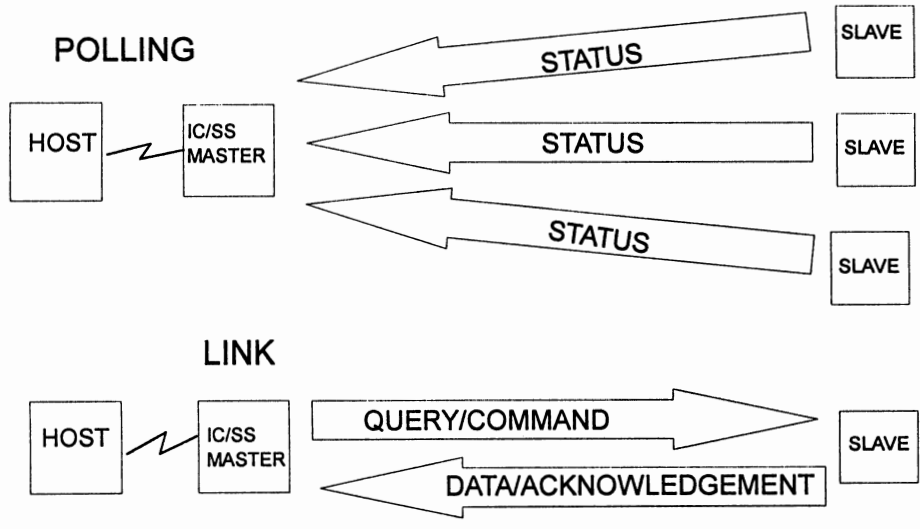 POLLING
STATUS
SLAVE
HOST
IC/SS
MASTER
STATUS
SLAVE
STATUS
SLAVE
LINK
HOST
IC/SS
MASTER
QUERY/COMMAND
SLAVE
DATA/ACKNOWLEDGEMENT